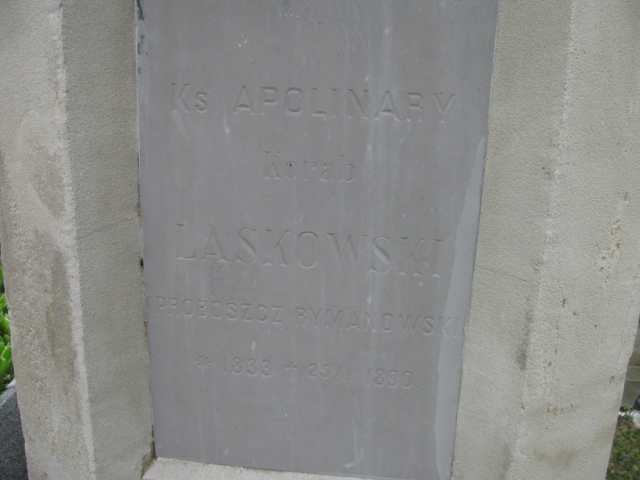 Ks APOLINARY
Korab
LASKOWSKI
PROBOSZCZ RYMANOWSKI
* 1833 + 25/4 1890